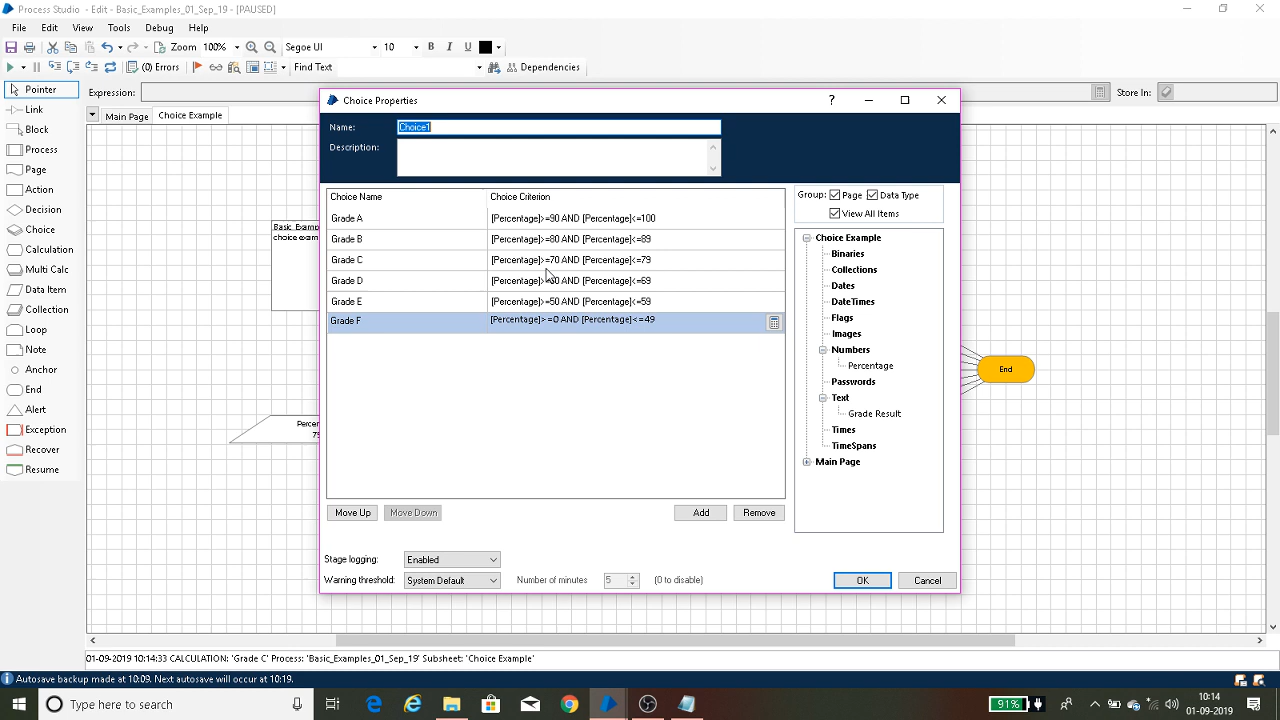 Process Studio - Edit - Basic_Examples_01_Sep_19 - [PAUSED]
File Edit View Tools Debug Help
Zoom 100% Segoe UI 10 B I U
(0) Errors Find Text Dependencies
Pointer Expression: Store In:
Link
Main Page Choice Example
Block
Process
Page
Action
Decision
Choice
Calculation
Multi Calc
Data Item
Collection
Loop
Note
Anchor
End
Alert
Exception
Recover
Resume
Basic_Examp
choice exam
Percer
75
End
Choice Properties ?
Name: Choice1
Description:
Choice Name Choice Criterion
Grade A [Percentage]>=90 AND [Percentage]<=100
Grade B [Percentage]>=80 AND [Percentage]<=89
Grade C [Percentage]>=70 AND [Percentage]<=79
Grade D [Percentage]>=60 AND [Percentage]<=69
Grade E [Percentage]>=50 AND [Percentage]<=59
Grade F [Percentage]>=0 AND [Percentage]<=49
Move Up Move Down Add Remove
Stage logging: Enabled
Warning threshold: System Default Number of minutes 5 (0 to disable)
OK Cancel
Group: Page Data Type
View All Items
Choice Example
Binaries
Collections
Dates
DateTimes
Flags
Images
Numbers
Percentage
Passwords
Text
Grade Result
Times
TimeSpans
Main Page
01-09-2019 10:14:33 CALCULATION: 'Grade C' Process: 'Basic_Examples_01_Sep_19' Subsheet: 'Choice Example'
Autosave backup made at 10:09. Next autosave will occur at 10:19.
Type here to search
91%
10:14
01-09-2019